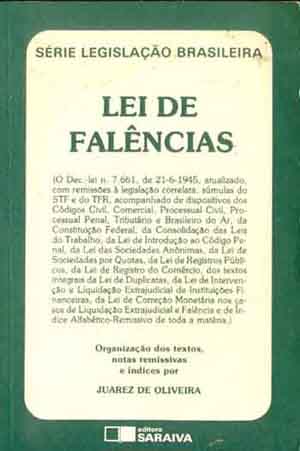 SÉRIE LEGISLAÇÃO BRASILEIRA
LEI DE
FALÊNCIAS
(O Dec.-lei n. 7.661, de 21-6-1945, atualizado,
com remissões à legislação correlata, súmulas do
STF e do TFR, acompanhado de dispositivos dos
Códigos Civil, Comercial, Processual Civil, Pro-
cessual Penal, Tributário e Brasileiro do Ar, da
Constituição Federal, da Consolidação das Leis
do Trabalho, da Lei de Introdução ao Código Pe-
nal, da Lei das Sociedades Anônimas, da Lei de
Sociedades por Quotas, da Lei de Registros Públi-
cos, da Lei de Registro do Comércio, dos textos
integrais da Lei de Duplicatas, da Lei de Interven-
ção e Liquidação Extrajudicial de Instituições Fi-
nanceiras, da Lei de Correção Monetária nos ca-
sos de Liquidação Extrajudicial e Falência e de Ín-
dice Alfabético-Remissivo de toda a matéria.)
Organização dos textos,
notas remissivas
e índices por
JUAREZ DE OLIVEIRA
editora
SARAIVA